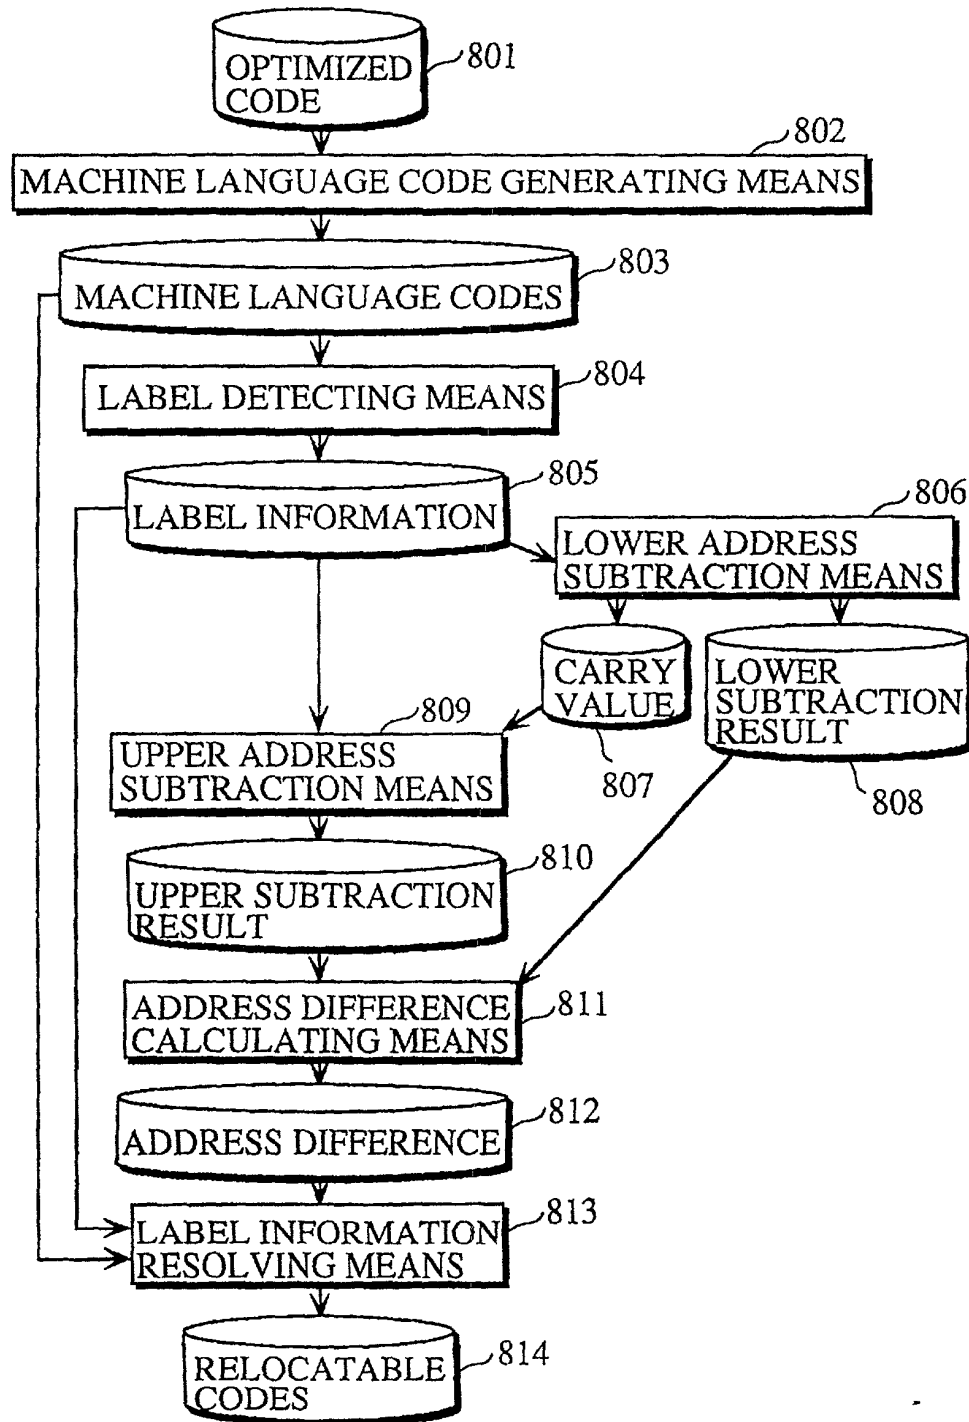 OPTIMIZED
CODE
801
802
MACHINE LANGUAGE CODE GENERATING MEANS
803
MACHINE LANGUAGE CODES
804
LABEL DETECTING MEANS
805
LABEL INFORMATION
806
LOWER ADDRESS
SUBTRACTION MEANS
CARRY
VALUE
807
LOWER
SUBTRACTION
RESULT
808
809
UPPER ADDRESS
SUBTRACTION MEANS
810
UPPER SUBTRACTION
RESULT
ADDRESS DIFFERENCE
CALCULATING MEANS
811
812
ADDRESS DIFFERENCE
813
LABEL INFORMATION
RESOLVING MEANS
RELOCATABLE
CODES
814